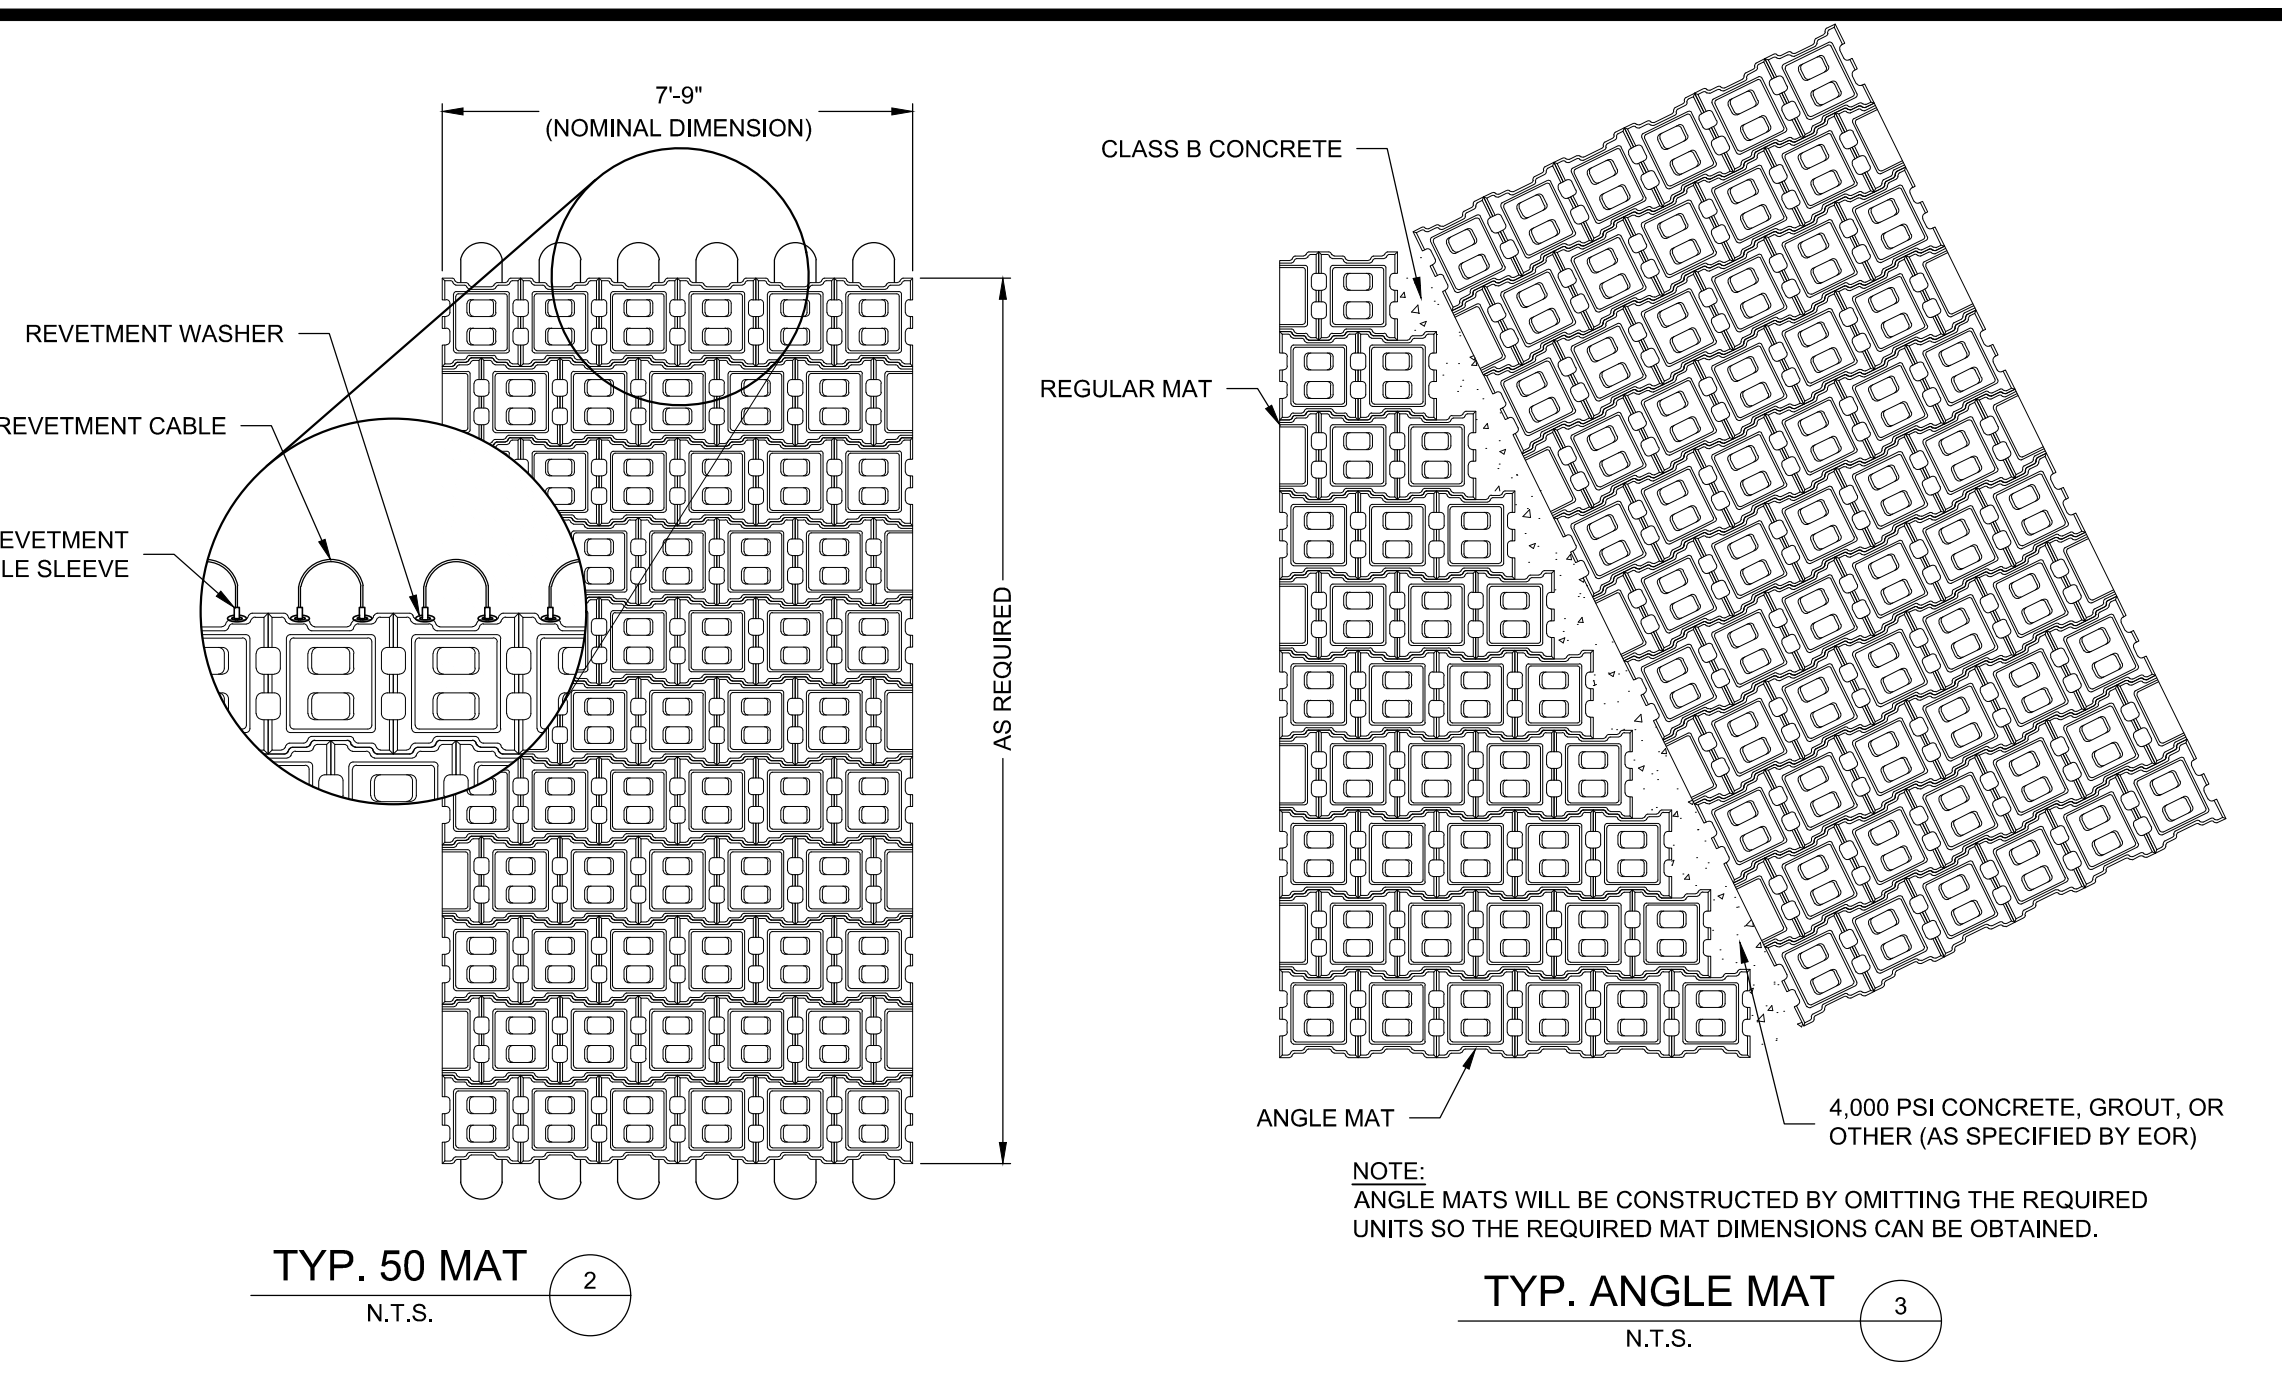 7'-9"
(NOMINAL DIMENSION)
REVETMENT WASHER
REVETMENT CABLE
SLEEVE
AS REQUIRED
TYP. 50 MAT
2
N.T.S.
CLASS B CONCRETE
REGULAR MAT
ANGLE MAT
4,000 PSI CONCRETE, GROUT, OR
OTHER (AS SPECIFIED BY EOR)
NOTE:
ANGLE MATS WILL BE CONSTRUCTED BY OMITTING THE REQUIRED
UNITS SO THE REQUIRED MAT DIMENSIONS CAN BE OBTAINED.
TYP. ANGLE MAT
3
N.T.S.